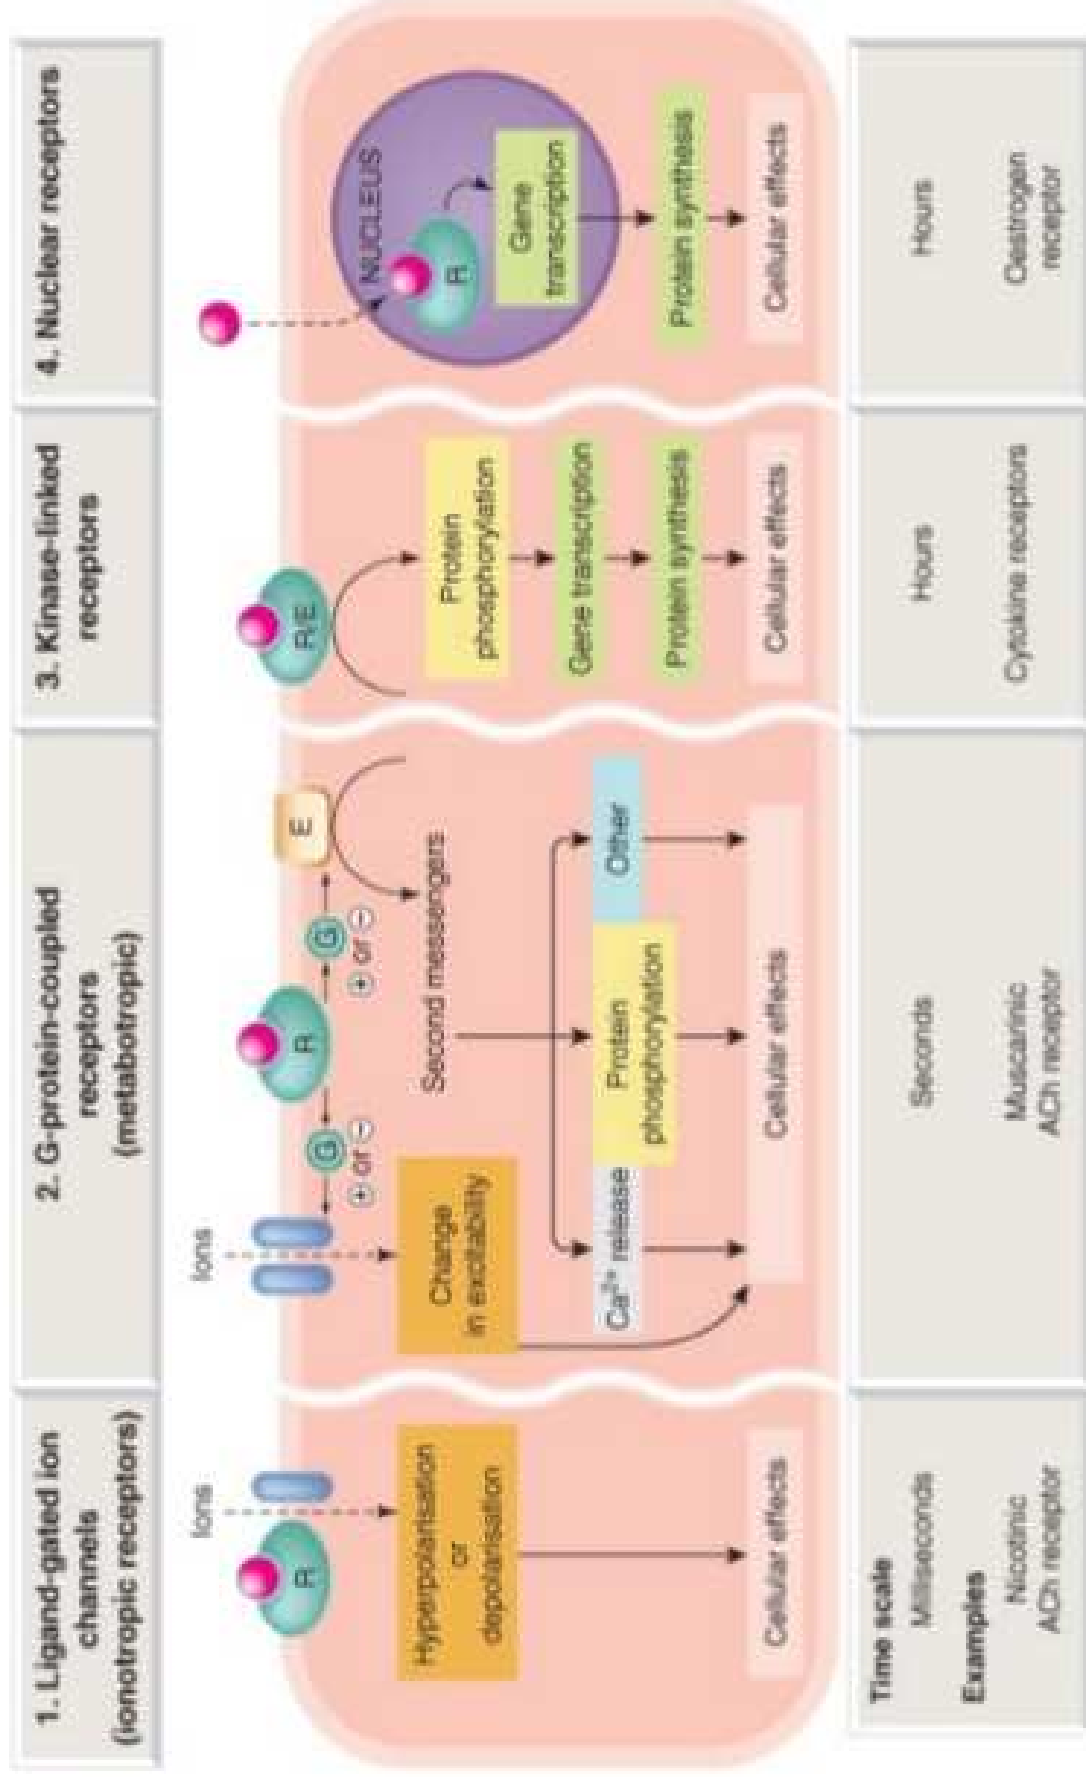 1. Ligand-gated ion
channels
(ionotropic receptors)
2. G-protein-coupled
receptors
(metabotropic)
3. Kinase-linked
receptors
4. Nuclear receptors
Ions
R
Hyperpolarisation
or
depolarisation
Cellular effects
Ions
G
+ or −
R
G
+ or −
E
Change
in excitability
Second messengers
Ca²⁺ release
Protein
phosphorylation
Other
Cellular effects
R/E
Protein
phosphorylation
Gene transcription
Protein synthesis
Cellular effects
NUCLEUS
R
Gene
transcription
Protein synthesis
Cellular effects
Time scale
Milliseconds
Seconds
Hours
Hours
Examples
Nicotinic
ACh receptor
Muscarinic
ACh receptor
Cytokine receptors
Oestrogen
receptor